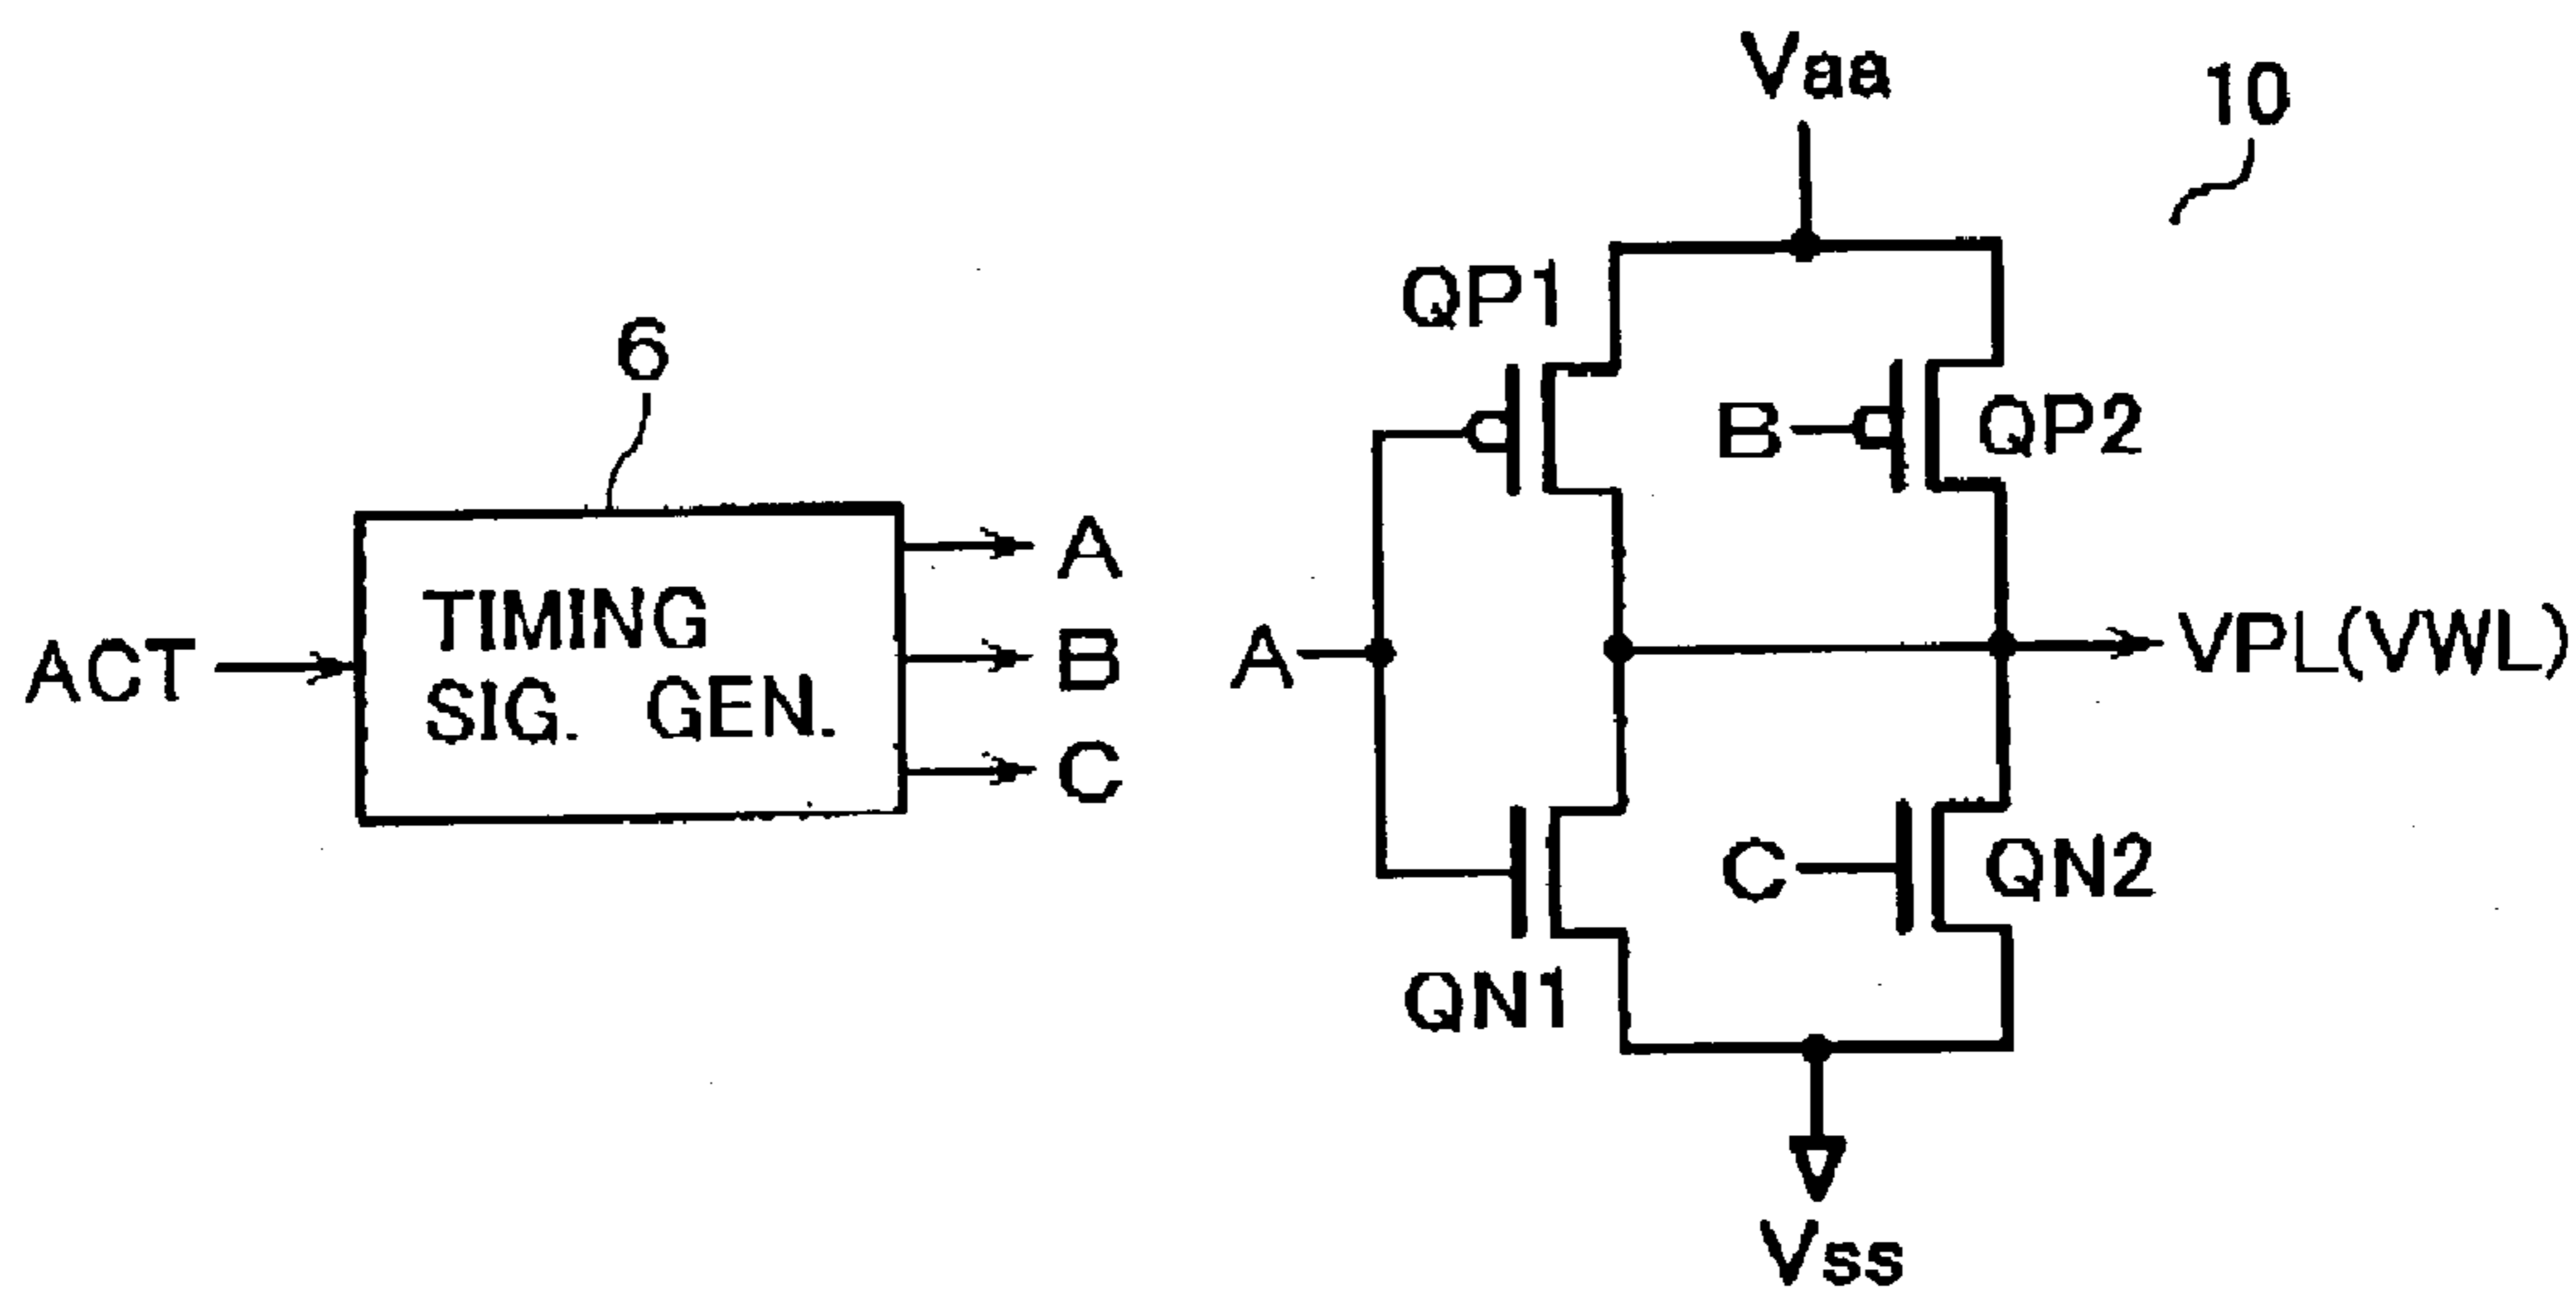 6
ACT
TIMING
SIG. GEN.
A
B
C
10
Vaa
QP1
B
QP2
A
VPL(VWL)
C
QN2
QN1
Vss